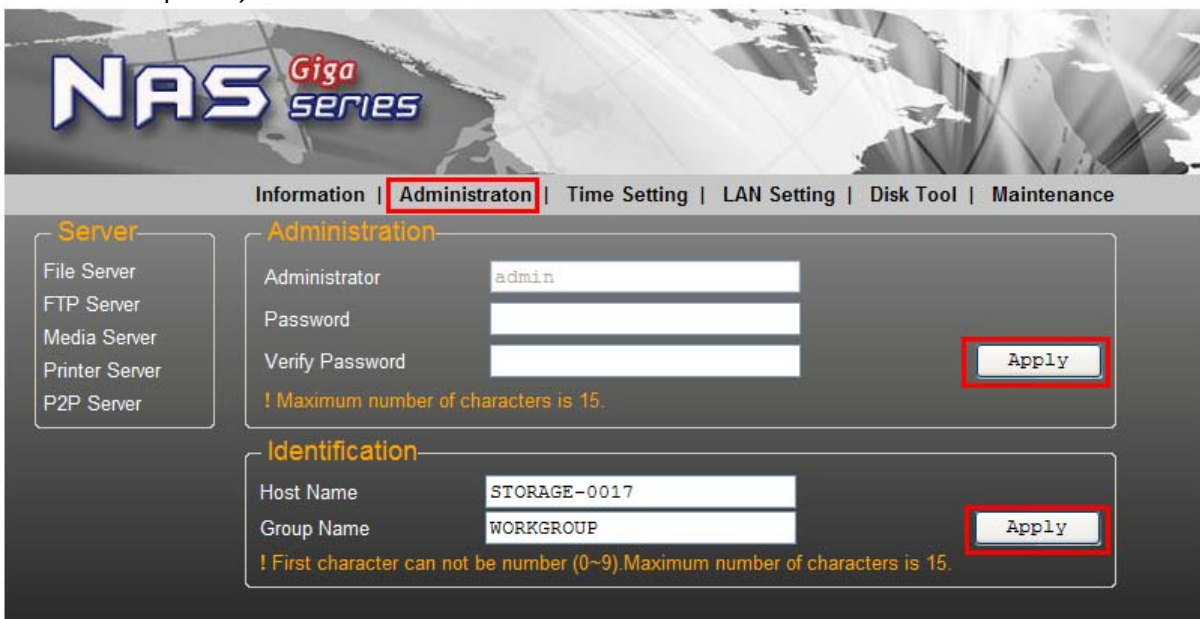 NAS Giga series
Information | Administraton | Time Setting | LAN Setting | Disk Tool | Maintenance
Server
File Server
FTP Server
Media Server
Printer Server
P2P Server
Administration
Administrator admin
Password
Verify Password Apply
! Maximum number of characters is 15.
Identification
Host Name STORAGE-0017
Group Name WORKGROUP Apply
! First character can not be number (0~9).Maximum number of characters is 15.